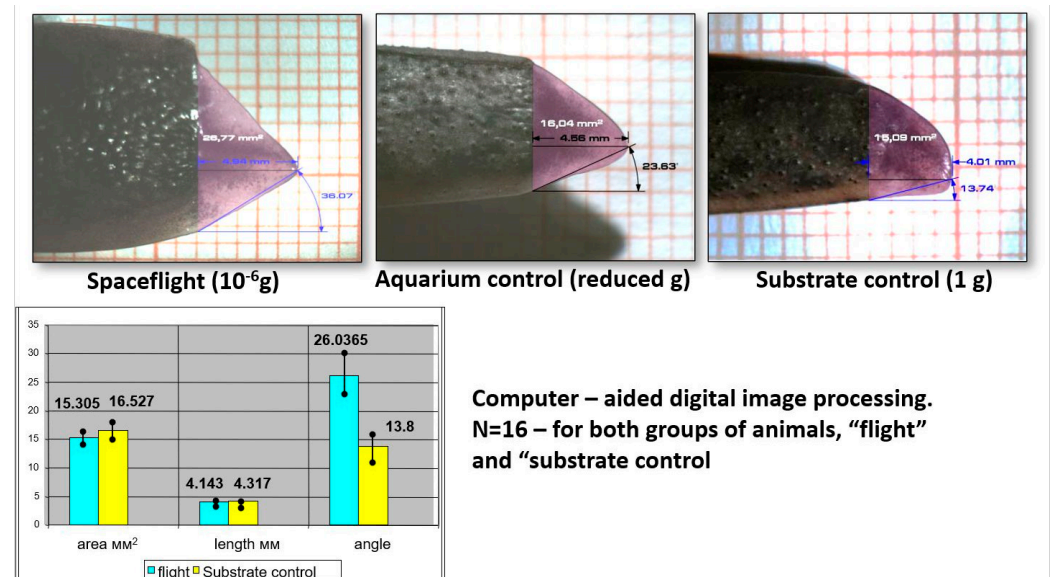 26,77 mm²
4.94 mm
36.07
Spaceflight (10⁻⁶g)
16,04 mm²
4.56 mm
23.63'
Aquarium control (reduced g)
15,09 mm²
4.01 mm
13.74
Substrate control (1 g)
35
30
25
20
15
10
5
0
15.305
16.527
4.143
4.317
26.0365
13.8
area мм²
length мм
angle
flight
Substrate control
Computer – aided digital image processing.
N=16 – for both groups of animals, “flight”
and “substrate control